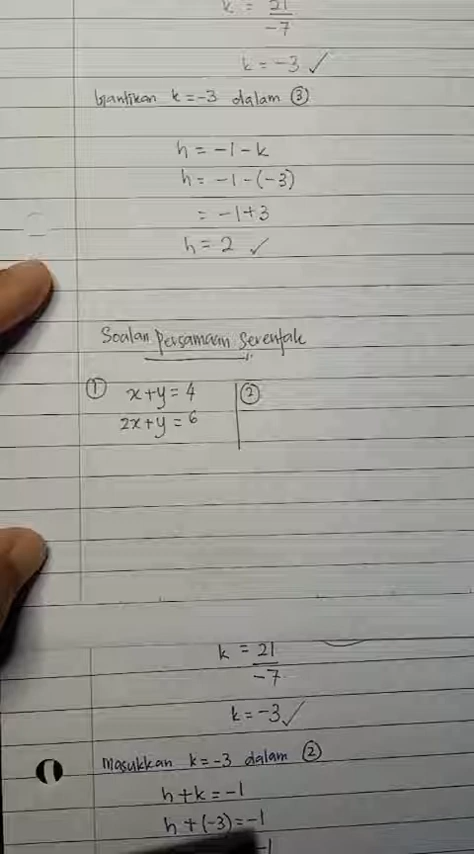 k = 21
-7
k = -3 ✓
Gantikan k = -3 dalam ③
h = -1 - k
h = -1 - (-3)
= -1 + 3
h = 2 ✓
Soalan Persamaan Serentak
① x + y = 4
2x + y = 6
②
k = 21
-7
k = -3 ✓
Masukkan k = -3 dalam ②
h + k = -1
h + (-3) = -1
-1